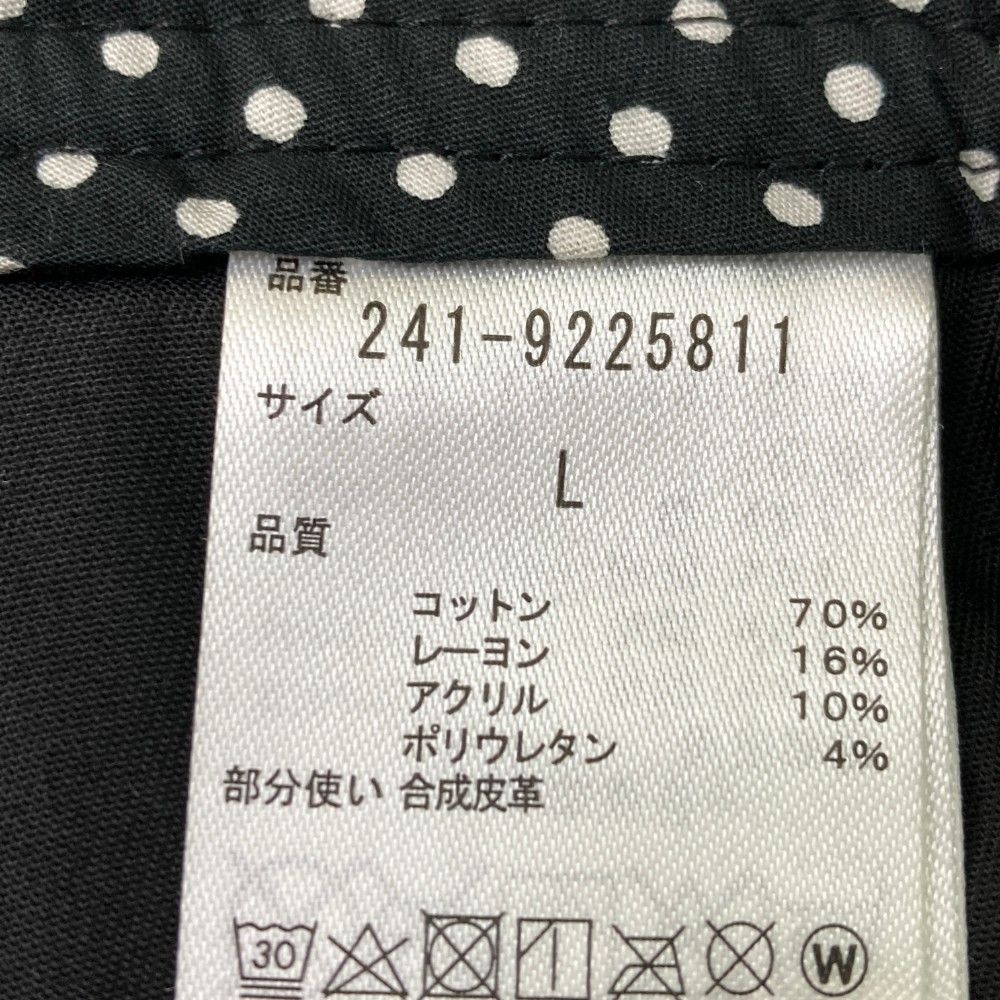 品番
241-9225811
サイズ
L
品質
コットン 70%
レーヨン 16%
アクリル 10%
ポリウレタン 4%
部分使い 合成皮革
30 W